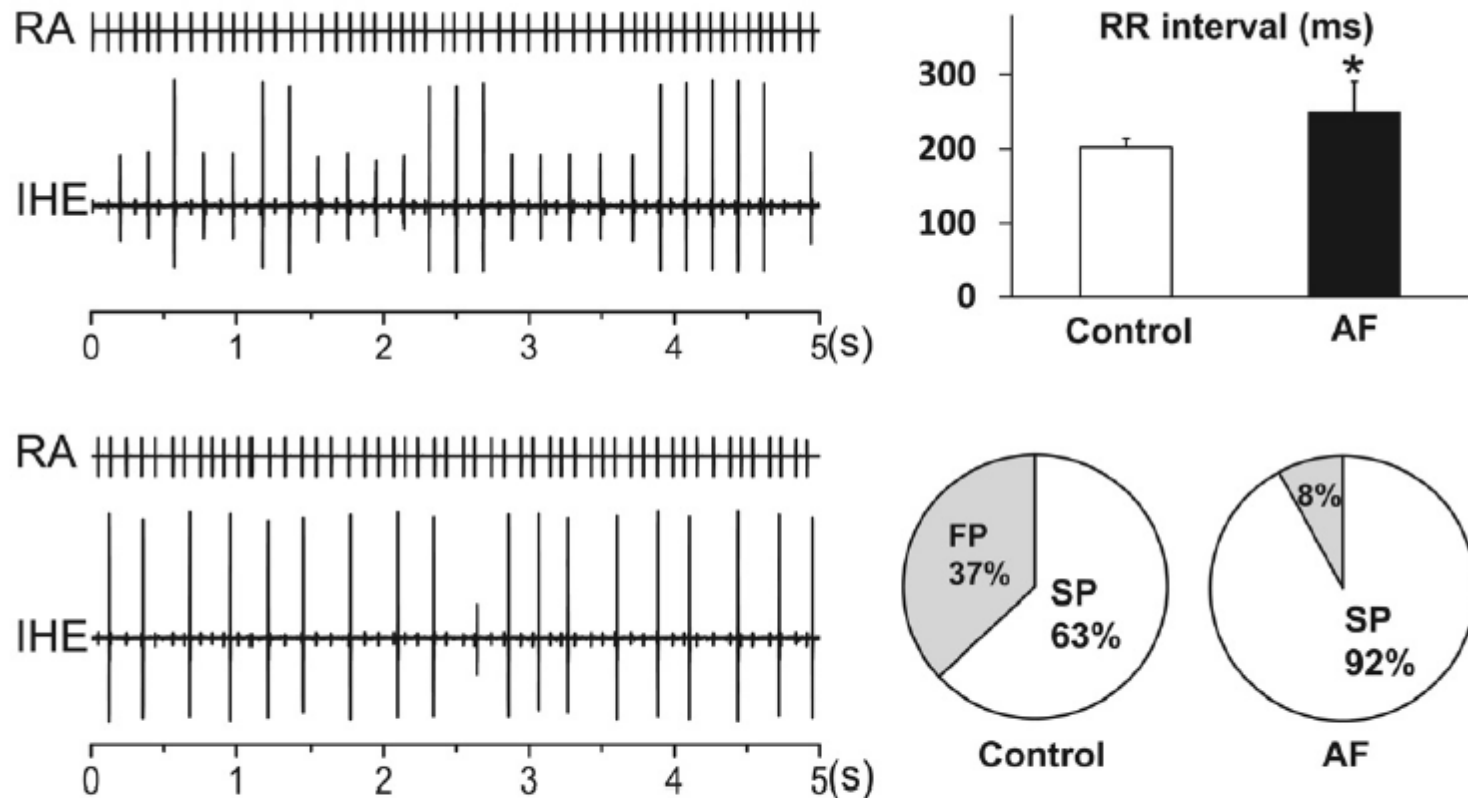 RA
IHE
0 1 2 3 4 5(s)
RR interval (ms)
*
300
200
100
0
Control AF
RA
IHE
0 1 2 3 4 5(s)
FP
37%
SP
63%
Control
8%
SP
92%
AF